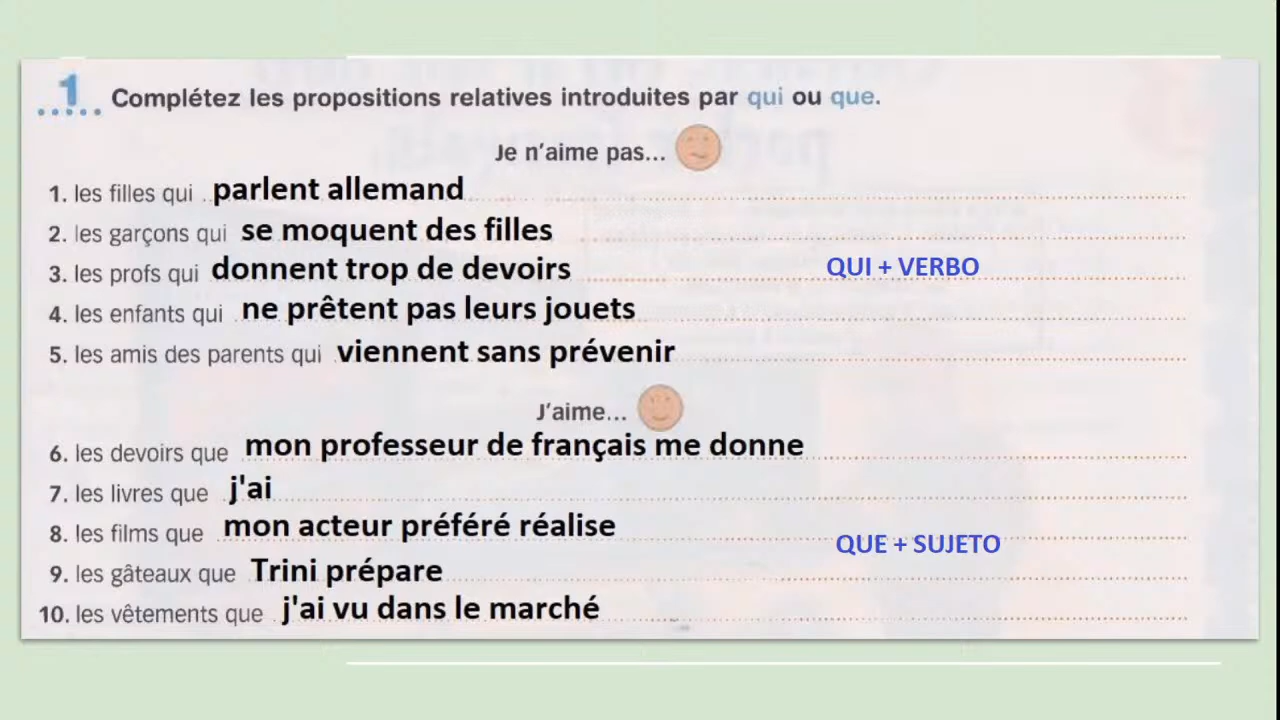 1 Complétez les propositions relatives introduites par qui ou que.
Je n'aime pas...
1. les filles qui parlent allemand
2. les garçons qui se moquent des filles
3. les profs qui donnent trop de devoirs
QUI + VERBO
4. les enfants qui ne prêtent pas leurs jouets
5. les amis des parents qui viennent sans prévenir
J'aime...
6. les devoirs que mon professeur de français me donne
7. les livres que j'ai
8. les films que mon acteur préféré réalise
QUE + SUJETO
9. les gâteaux que Trini prépare
10. les vêtements que j'ai vu dans le marché